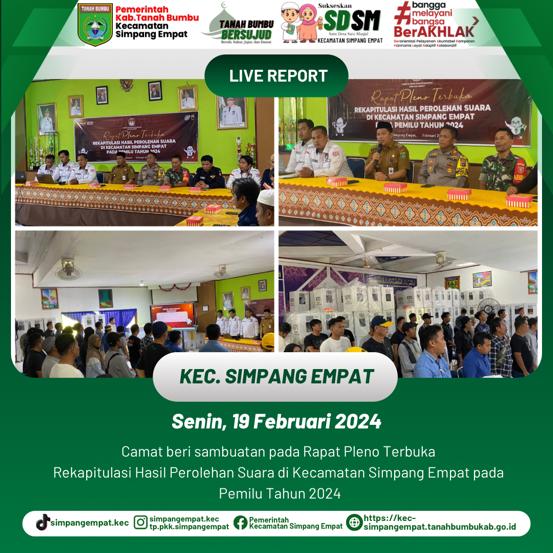 TANAH BUMBU
Pemerintah
Kab.Tanah Bumbu
Kecamatan
Simpang Empat
TANAH BUMBU
BERSUJUD
Sukseskan
SDSM
KECAMATAN SIMPANG EMPAT
#bangga
melayani
bangsa
BerAKHLAK
LIVE REPORT
Rapat Pleno Terbuka
REKAPITULASI HASIL PEROLEHAN SUARA
DI KECAMATAN SIMPANG EMPAT
PADA PEMILU TAHUN 2024
Rapat Pleno Terbuka
REKAPITULASI HASIL PEROLEHAN SUARA
DI KECAMATAN SIMPANG EMPAT
PEMILU TAHUN 2024
KEC. SIMPANG EMPAT
Senin, 19 Februari 2024
Camat beri sambuatan pada Rapat Pleno Terbuka
Rekapitulasi Hasil Perolehan Suara di Kecamatan Simpang Empat pada
Pemilu Tahun 2024
simpangempat.kec
simpangempat.kec
tp.pkk.simpangempat
Pemerintah
Kecamatan Simpang Empat
https://kec-
simpangempat.tanahbumbukab.go.id